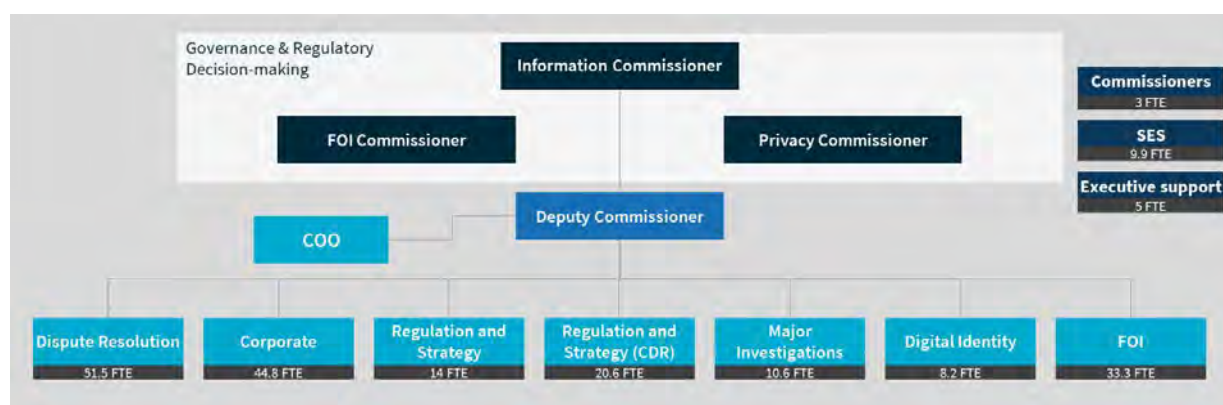 Governance & Regulatory
Decision-making
Information Commissioner
FOI Commissioner
Privacy Commissioner
Commissioners
3 FTE
SES
9.9 FTE
Executive support
5 FTE
Deputy Commissioner
COO
Dispute Resolution
51.5 FTE
Corporate
44.8 FTE
Regulation and
Strategy
14 FTE
Regulation and
Strategy (CDR)
20.6 FTE
Major
Investigations
10.6 FTE
Digital Identity
8.2 FTE
FOI
33.3 FTE